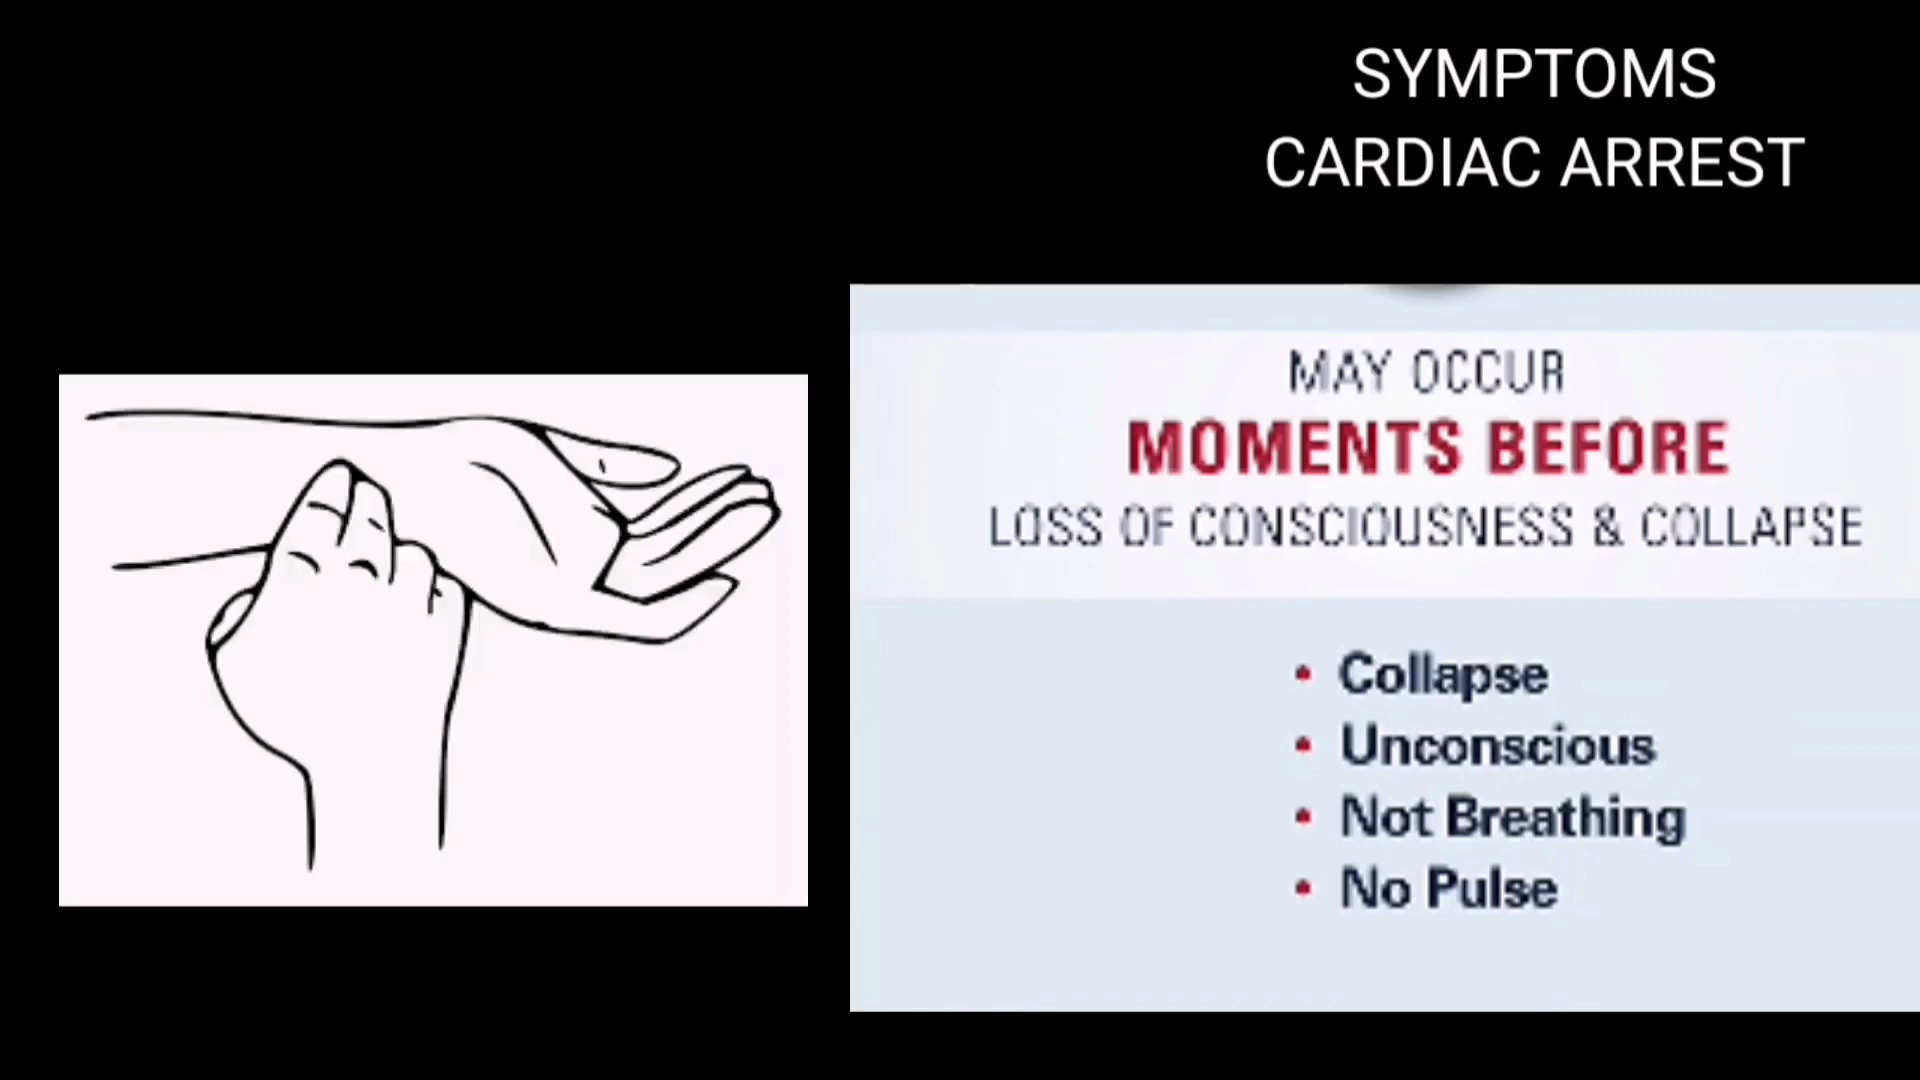 SYMPTOMS
CARDIAC ARREST
MAY OCCUR
MOMENTS BEFORE
LOSS OF CONSCIOUSNESS & COLLAPSE
• Collapse
• Unconscious
• Not Breathing
• No Pulse